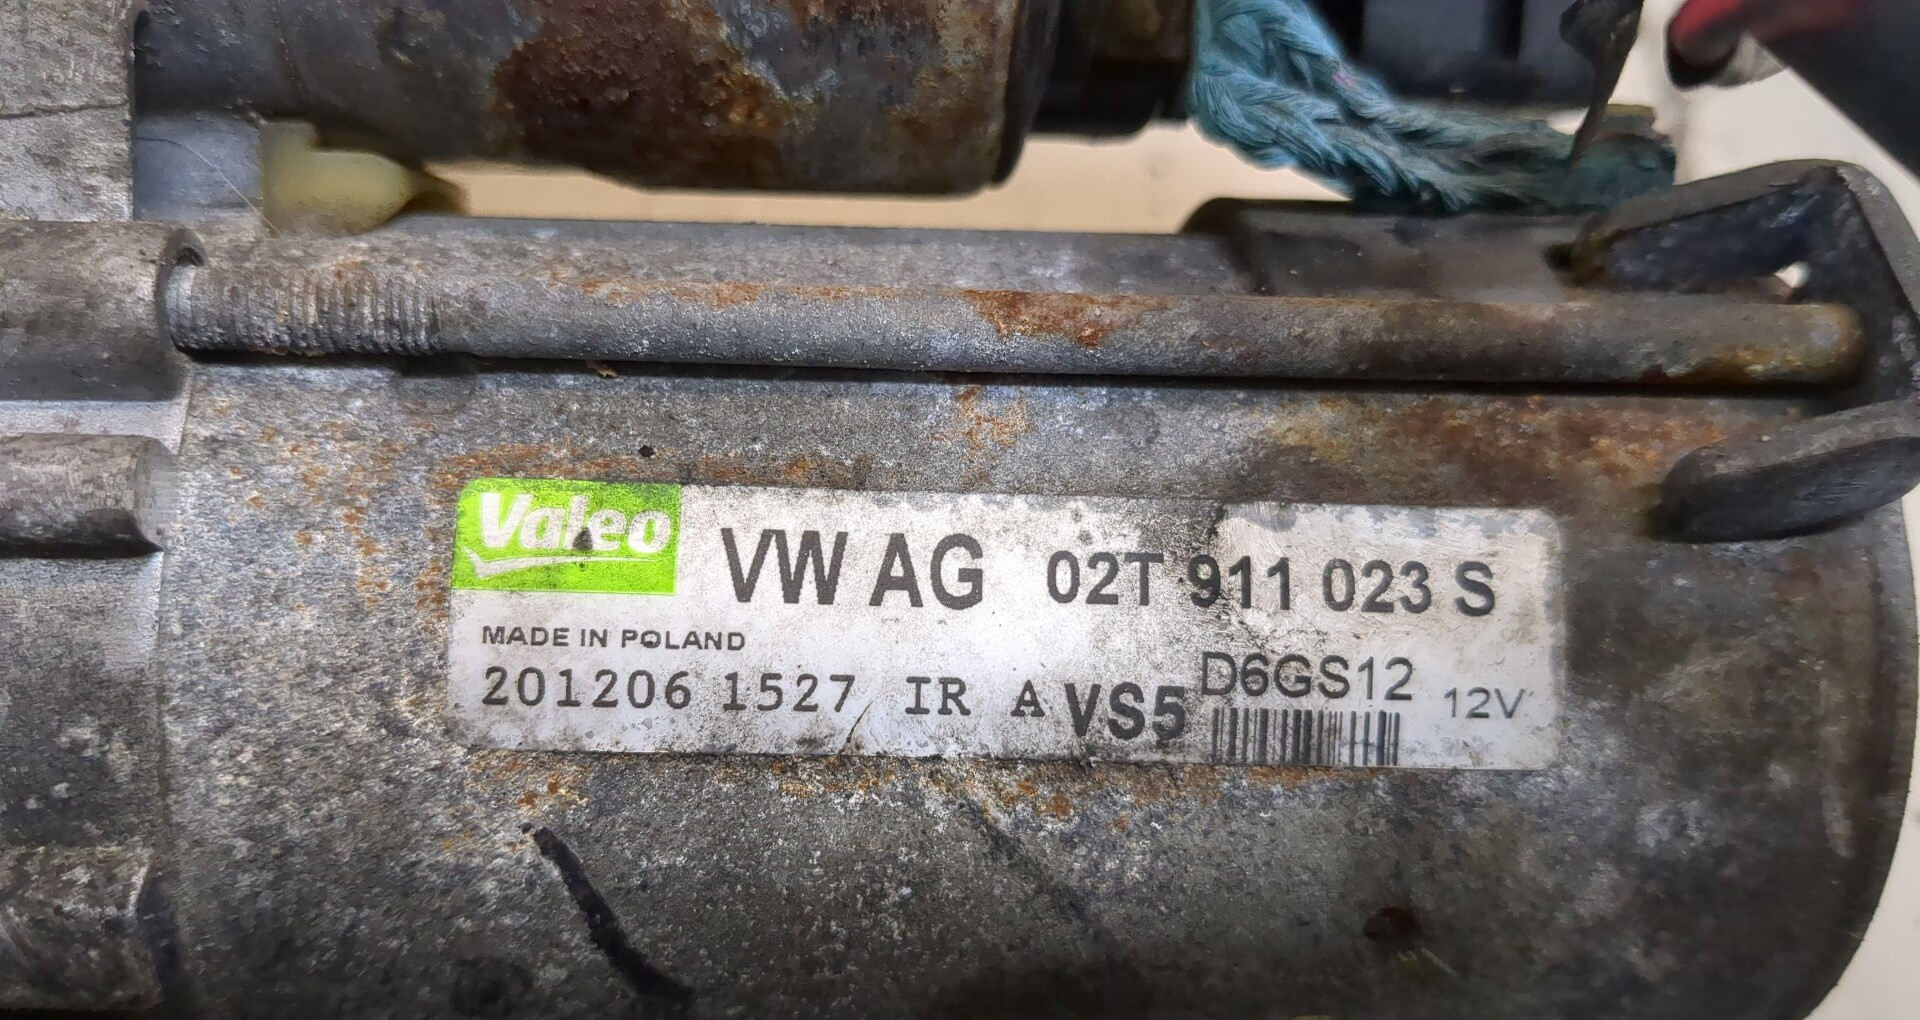 Valeo VW AG 02T 911 023 S
MADE IN POLAND
201206 1527 IR A VS5 D6GS12 12V